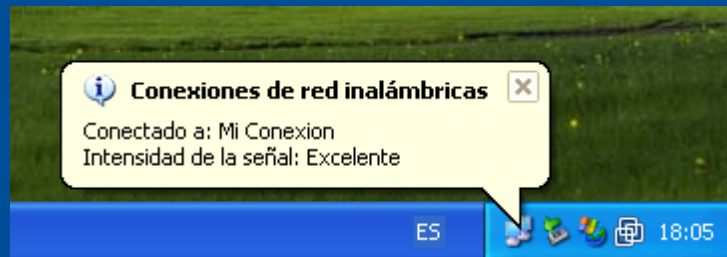 Conexiones de red inalámbricas
Conectado a: Mi Conexion
Intensidad de la señal: Excelente
ES
18:05